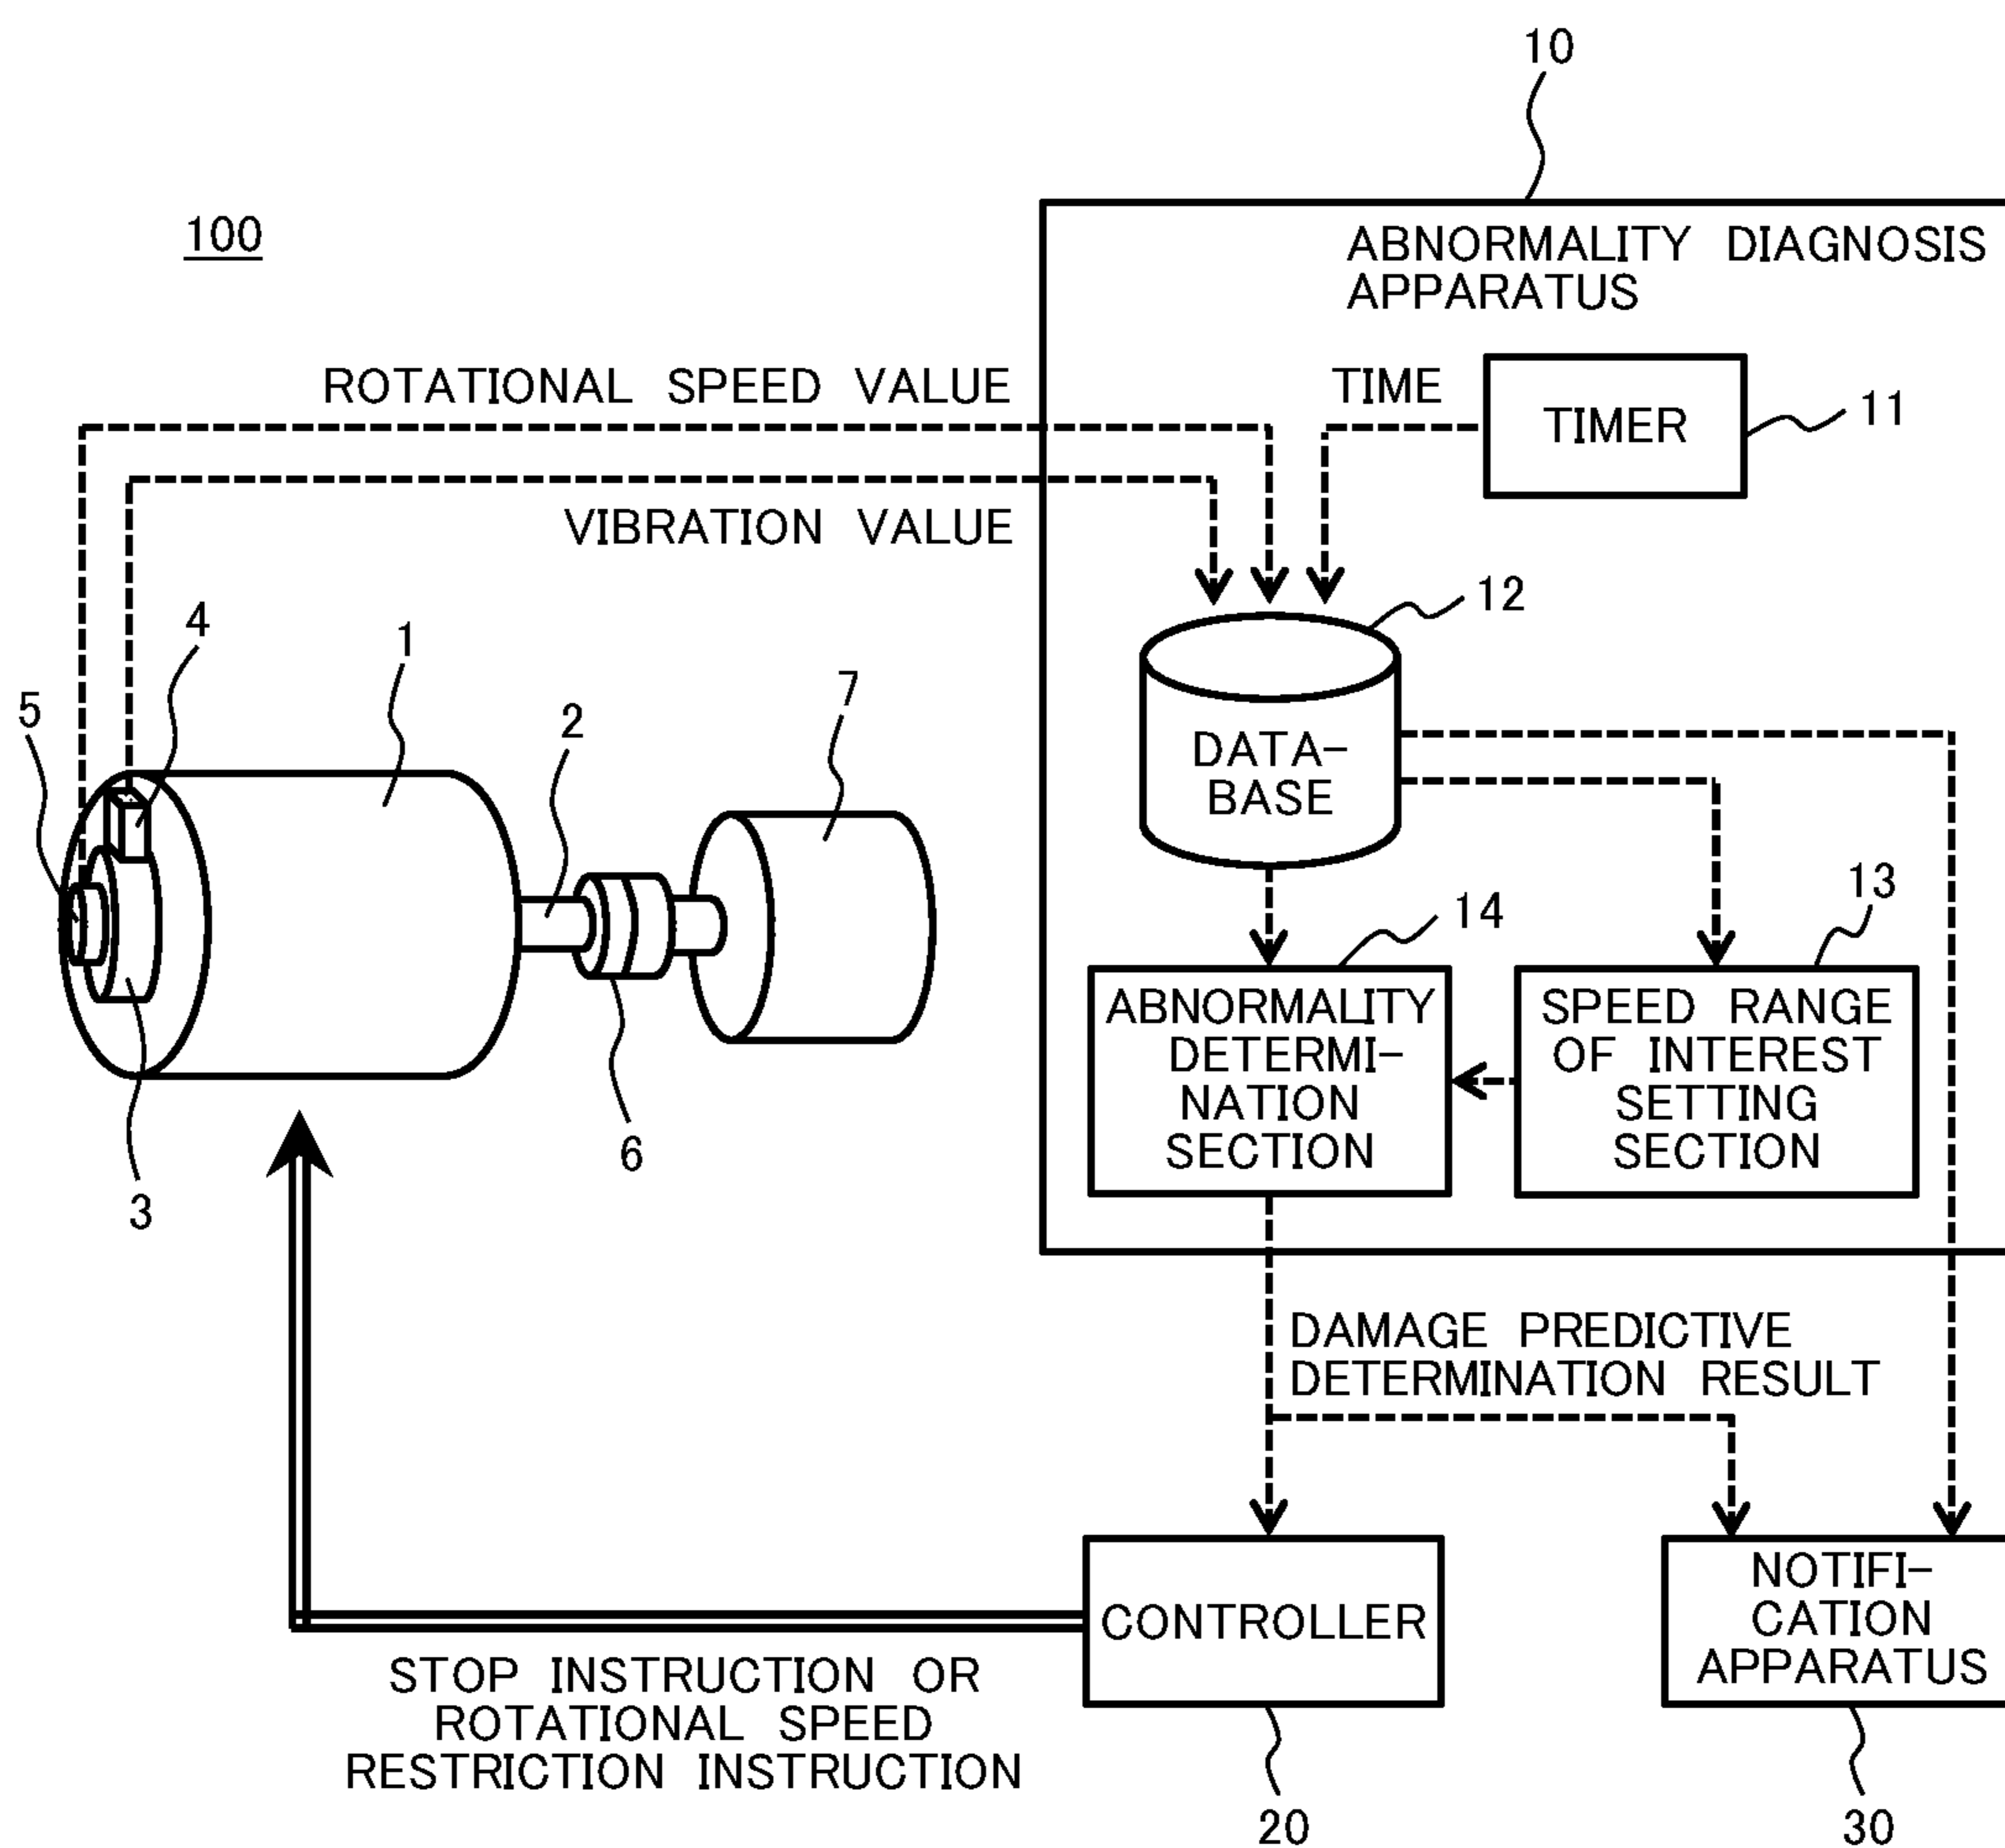 10
100
ABNORMALITY DIAGNOSIS
APPARATUS
ROTATIONAL SPEED VALUE
TIME
TIMER
11
VIBRATION VALUE
12
4
1
5
2
7
DATA-
BASE
13
14
ABNORMALITY
DETERMI-
NATION
SECTION
SPEED RANGE
OF INTEREST
SETTING
SECTION
6
3
DAMAGE PREDICTIVE
DETERMINATION RESULT
CONTROLLER
NOTIFI-
CATION
APPARATUS
STOP INSTRUCTION OR
ROTATIONAL SPEED
RESTRICTION INSTRUCTION
20
30